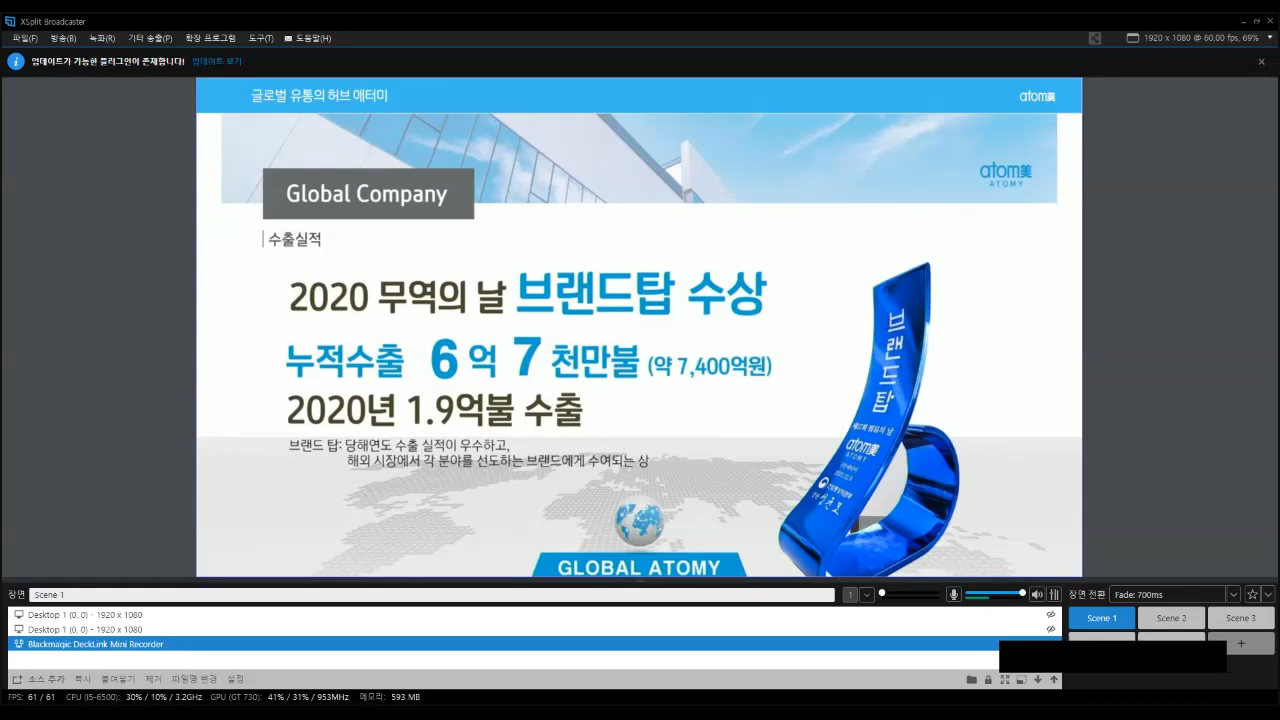 XSplit Broadcaster
파일(F) 방송(B) 녹화(R) 기타 송출(P) 확장 프로그램 도구(T) 도움말(H)
1920 x 1080 @ 60.00 fps, 69%
업데이트가 가능한 플러그인이 존재합니다! 업데이트 보기
글로벌 유통의 허브 애터미
atom美
atom美
ATOMY
Global Company
수출실적
2020 무역의 날 브랜드탑 수상
누적수출 6억 7천만불 (약 7,400억원)
2020년 1.9억불 수출
브랜드 탑: 당해연도 수출 실적이 우수하고,
해외 시장에서 각 분야를 선도하는 브랜드에게 수여되는 상
브랜드탑
atom美
ATOMY
GLOBAL ATOMY
장면 Scene 1
1
장면 전환 Fade: 700ms
Desktop 1 (0, 0) - 1920 x 1080
Desktop 1 (0, 0) - 1920 x 1080
Blackmagic DeckLink Mini Recorder
Scene 1 Scene 2 Scene 3
+
소스 추가 복사 붙여넣기 제거 파일명 변경 설정
FPS: 61 / 61 CPU (I5-6500): 30% / 10% / 3.2GHz GPU (GT 730): 41% / 31% / 953MHz 메모리: 593 MB